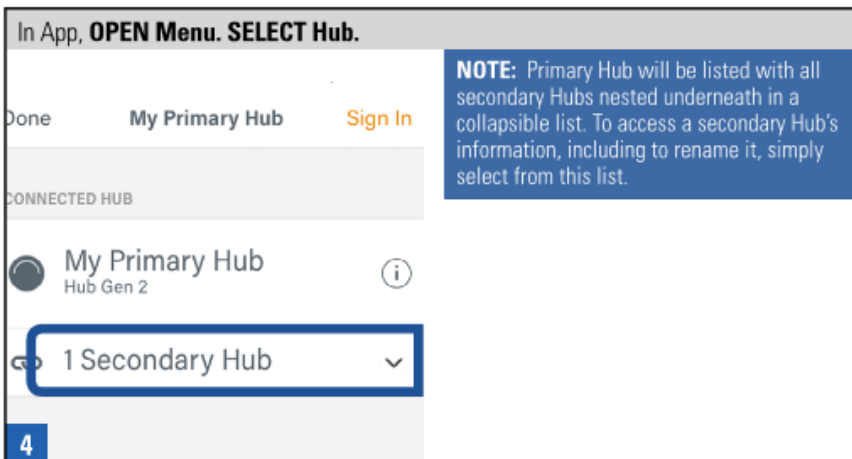 In App, OPEN Menu. SELECT Hub.
NOTE: Primary Hub will be listed with all
secondary Hubs nested underneath in a
collapsible list. To access a secondary Hub's
information, including to rename it, simply
select from this list.
Done My Primary Hub Sign In
CONNECTED HUB
My Primary Hub
Hub Gen 2
1 Secondary Hub
4